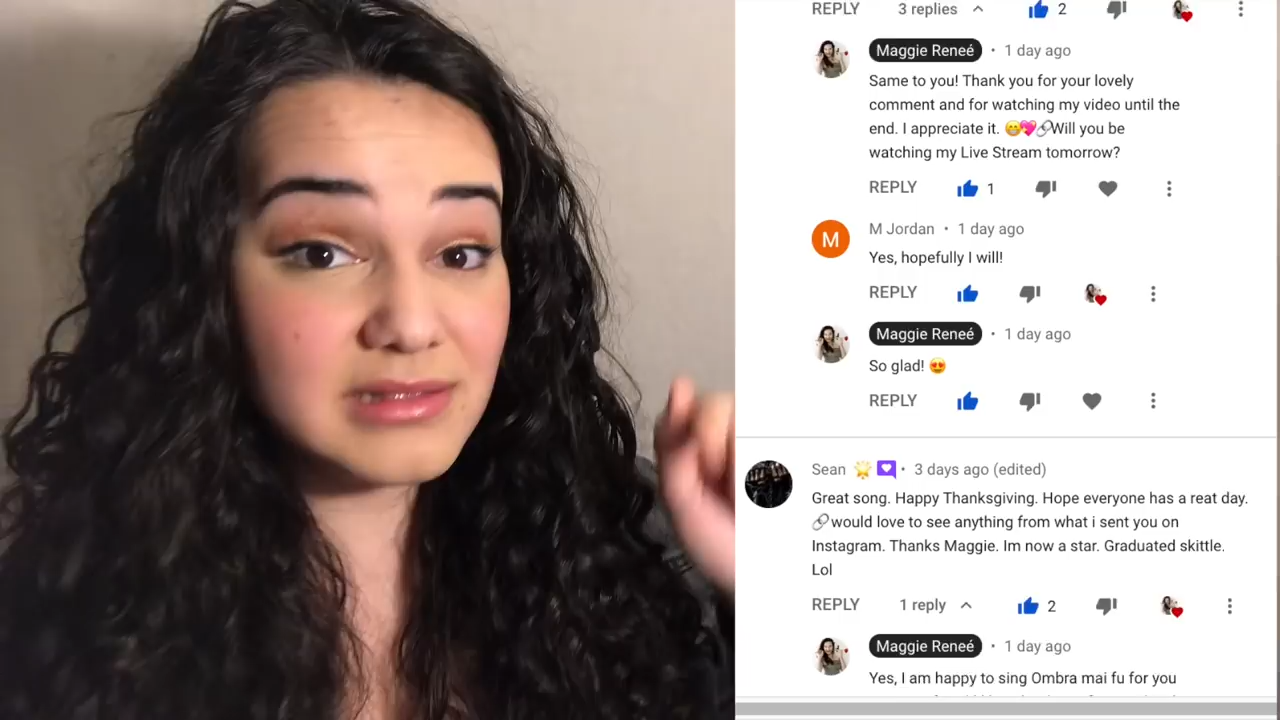 REPLY 3 replies 2
Maggie Reneé • 1 day ago
Same to you! Thank you for your lovely
comment and for watching my video until the
end. I appreciate it. 😁💖🔗Will you be
watching my Live Stream tomorrow?
REPLY 1
M
M Jordan • 1 day ago
Yes, hopefully I will!
REPLY
Maggie Reneé • 1 day ago
So glad! 😍
REPLY
Sean • 3 days ago (edited)
Great song. Happy Thanksgiving. Hope everyone has a reat day.
🔗would love to see anything from what i sent you on
Instagram. Thanks Maggie. Im now a star. Graduated skittle.
Lol
REPLY 1 reply 2
Maggie Reneé • 1 day ago
Yes, I am happy to sing Ombra mai fu for you